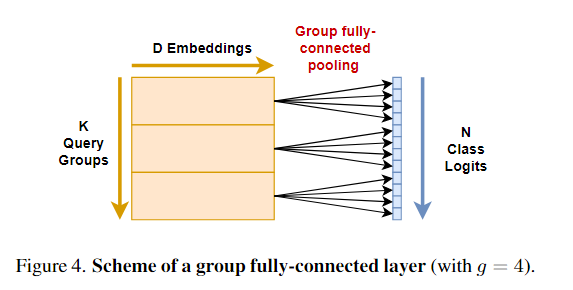 Group fully-
connected
pooling
D Embeddings
K
Query
Groups
N
Class
Logits
Figure 4. Scheme of a group fully-connected layer (with g = 4).